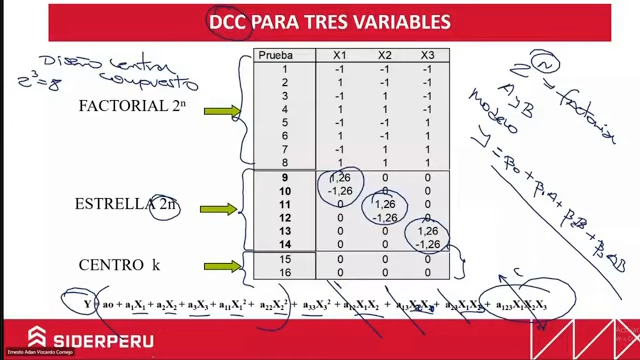 DCC PARA TRES VARIABLES
Diseño central
compuesto
2³=8
FACTORIAL 2ⁿ
ESTRELLA 2n
CENTRO k
Prueba X1 X2 X3
1 -1 -1 -1
2 1 -1 -1
3 -1 1 -1
4 1 1 -1
5 -1 -1 1
6 1 -1 1
7 -1 1 1
8 1 1 1
9 1,26 0 0
10 -1,26 0 0
11 0 1,26 0
12 0 -1,26 0
13 0 0 1,26
14 0 0 -1,26
15 0 0 0
16 0 0 0
2ⁿ → factorial
A y B
Modelo
Y = β₀ + β₁A + β₂B + β₃AB
C
Y = ao + a₁X₁ + a₂X₂ + a₃X₃ + a₁₁X₁² + a₂₂X₂² + a₃₃X₃² + a₁₂X₁X₂ + a₁₃X₁X₃ + a₂₃X₂X₃ + a₁₂₃X₁X₂X₃
SIDERPERU
Ernesto Adan Vizcardo Cornejo